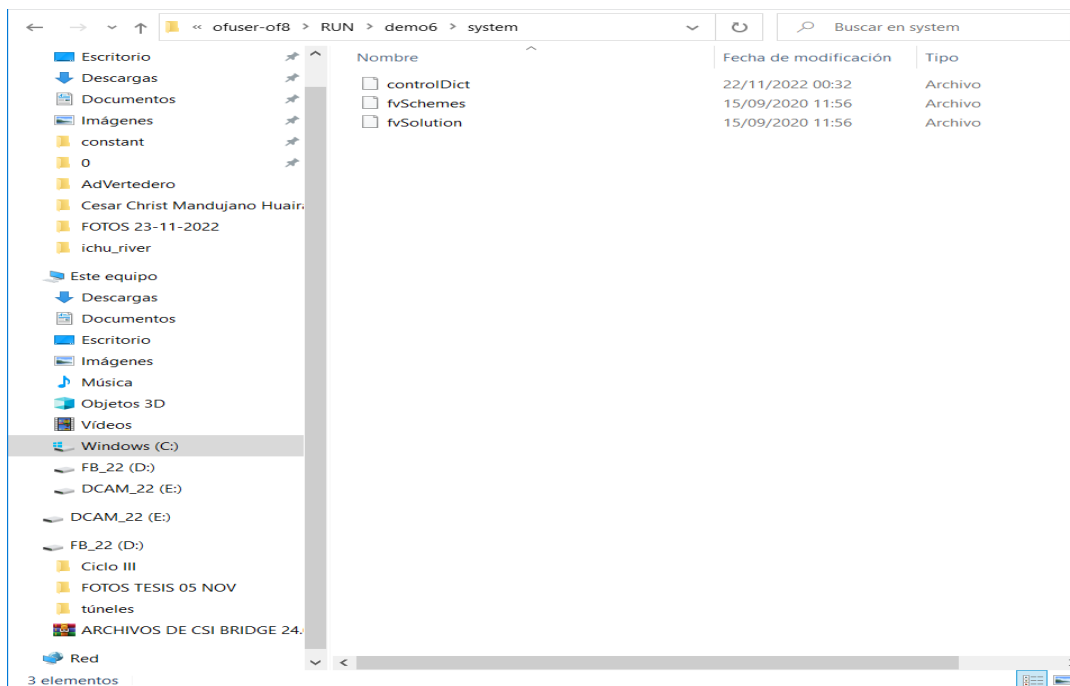 « ofuser-of8 > RUN > demo6 > system
Buscar en system
Escritorio
Descargas
Documentos
Imágenes
constant
0
AdVertedero
Cesar Christ Mandujano Huair
FOTOS 23-11-2022
ichu_river
Este equipo
Descargas
Documentos
Escritorio
Imágenes
Música
Objetos 3D
Vídeos
Windows (C:)
FB_22 (D:)
DCAM_22 (E:)
DCAM_22 (E:)
FB_22 (D:)
Ciclo III
FOTOS TESIS 05 NOV
túneles
ARCHIVOS DE CSI BRIDGE 24.
Red
Nombre Fecha de modificación Tipo
controlDict 22/11/2022 00:32 Archivo
fvSchemes 15/09/2020 11:56 Archivo
fvSolution 15/09/2020 11:56 Archivo
3 elementos